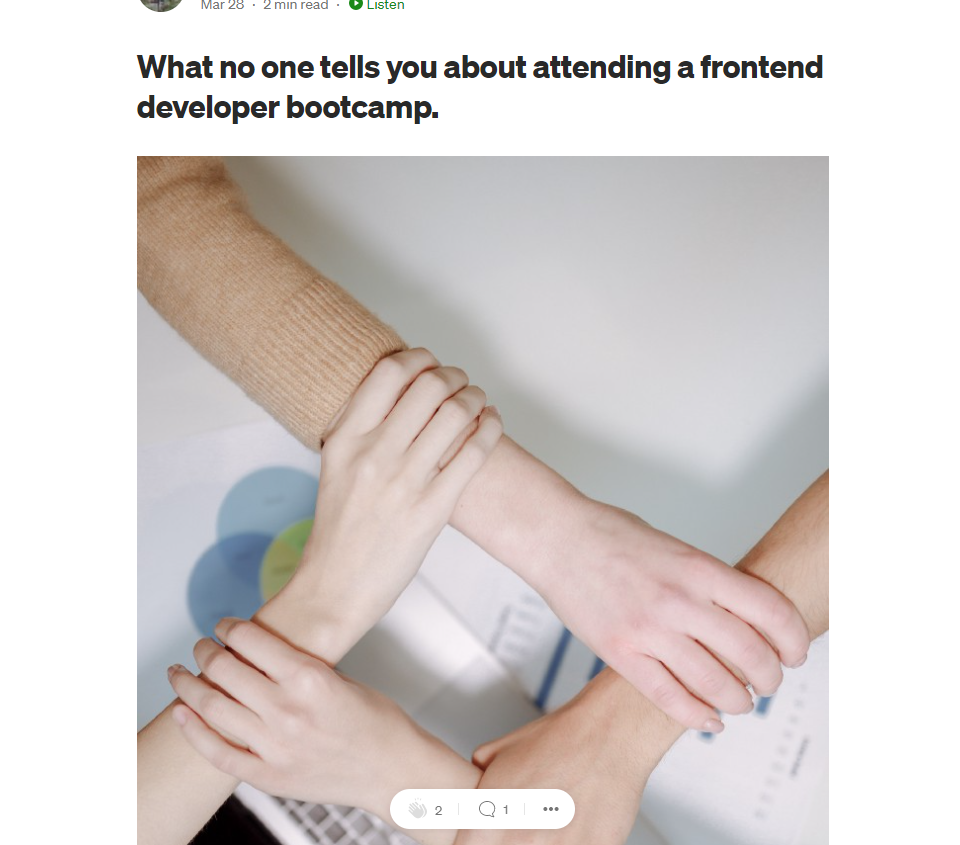 Mar 28 · 2 min read · Listen
What no one tells you about attending a frontend
developer bootcamp.
2 1